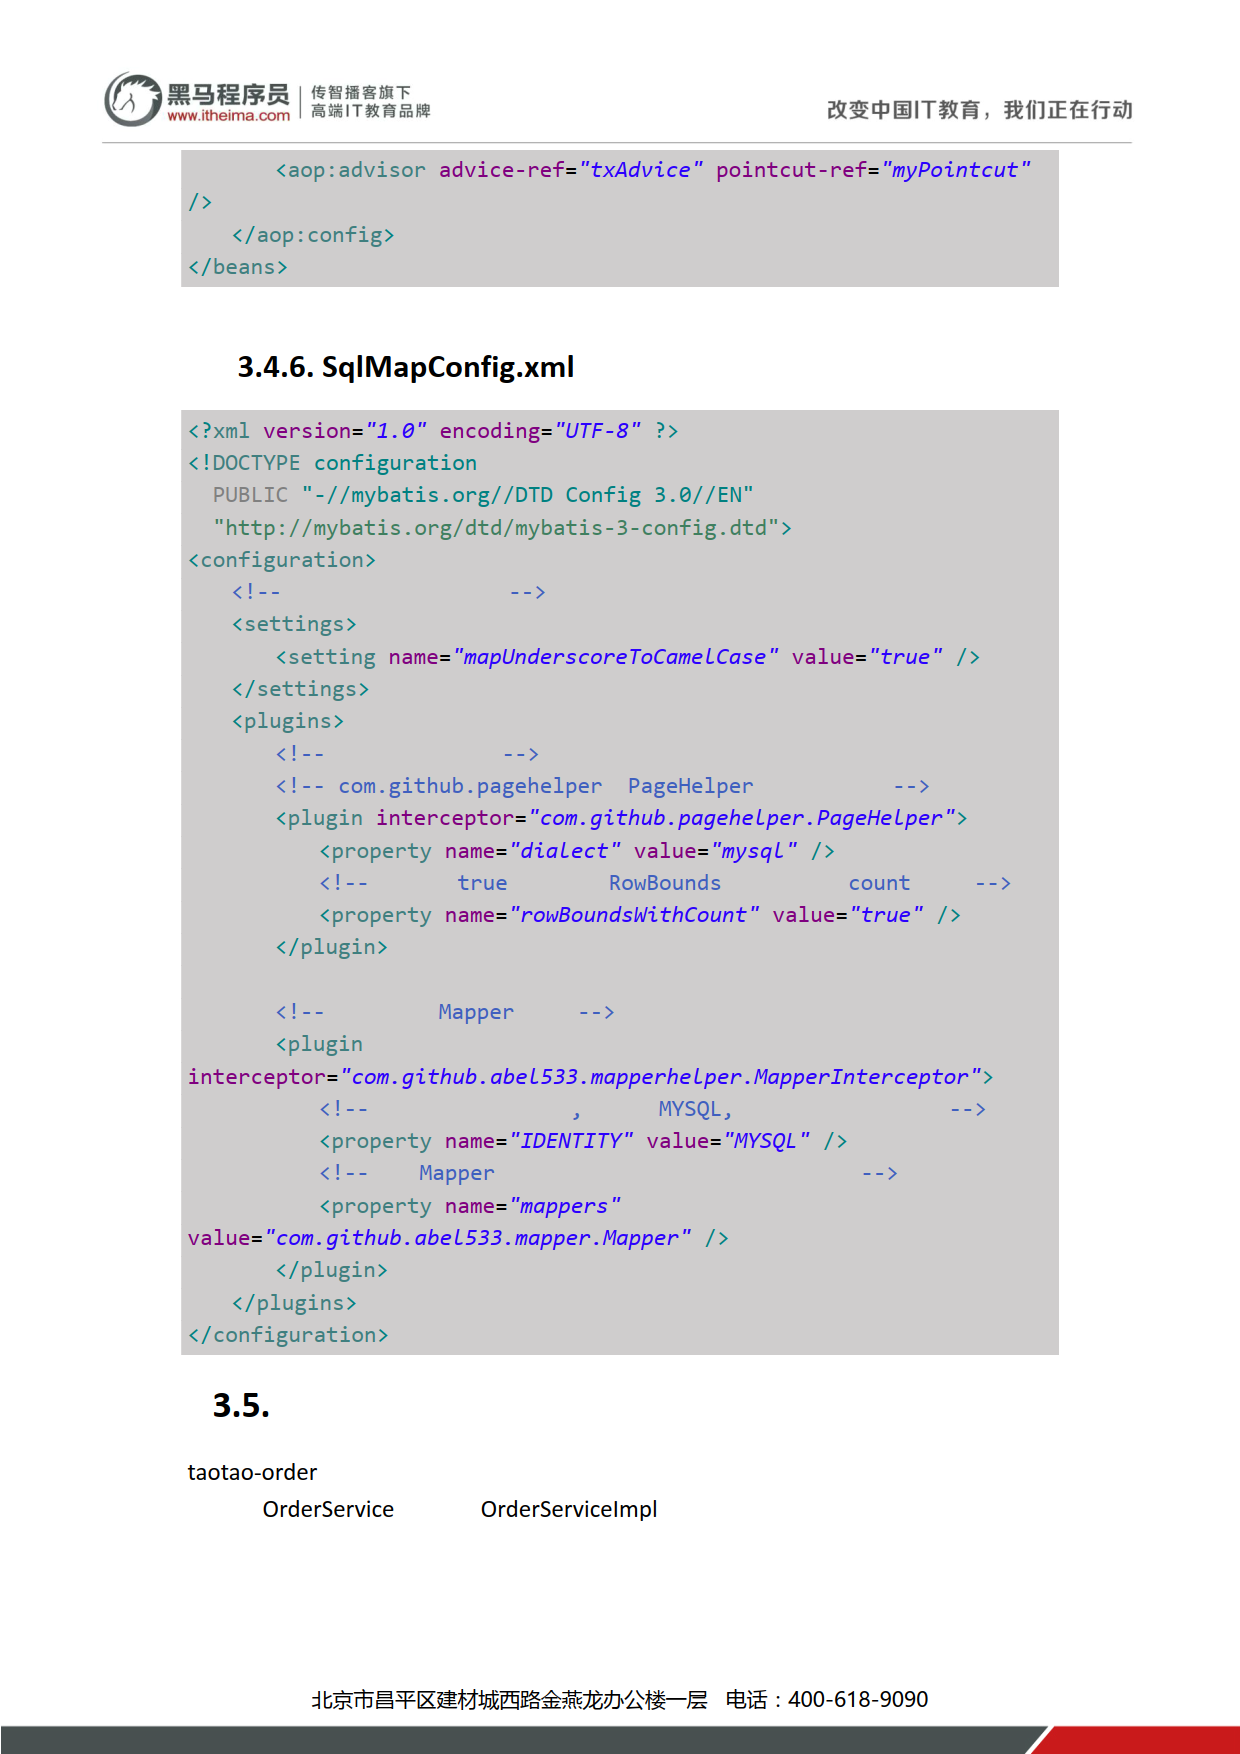 黑马程序员 传智播客旗下
www.itheima.com 高端IT教育品牌
改变中国IT教育，我们正在行动
<aop:advisor advice-ref="txAdvice" pointcut-ref="myPointcut"
/>
</aop:config>
</beans>
3.4.6. SqlMapConfig.xml
<?xml version="1.0" encoding="UTF-8" ?>
<!DOCTYPE configuration
PUBLIC "-//mybatis.org//DTD Config 3.0//EN"
"http://mybatis.org/dtd/mybatis-3-config.dtd">
<configuration>
<!-- -->
<settings>
<setting name="mapUnderscoreToCamelCase" value="true" />
</settings>
<plugins>
<!-- -->
<!-- com.github.pagehelper PageHelper -->
<plugin interceptor="com.github.pagehelper.PageHelper">
<property name="dialect" value="mysql" />
<!-- true RowBounds count -->
<property name="rowBoundsWithCount" value="true" />
</plugin>
<!-- Mapper -->
<plugin
interceptor="com.github.abel533.mapperhelper.MapperInterceptor">
<!-- , MYSQL, -->
<property name="IDENTITY" value="MYSQL" />
<!-- Mapper -->
<property name="mappers"
value="com.github.abel533.mapper.Mapper" />
</plugin>
</plugins>
</configuration>
3.5.
taotao-order
OrderService OrderServiceImpl
北京市昌平区建材城西路金燕龙办公楼一层 电话：400-618-9090